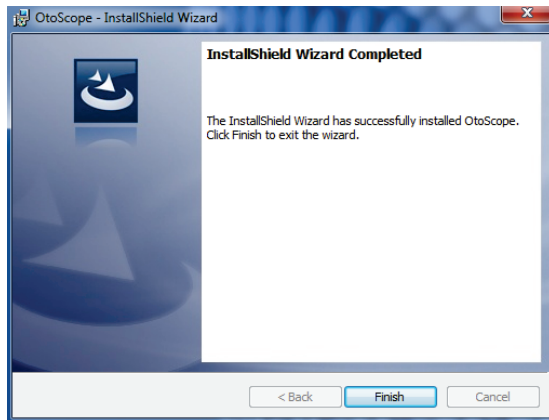 OtoScope - InstallShield Wizard
X
InstallShield Wizard Completed
The InstallShield Wizard has successfully installed OtoScope.
Click Finish to exit the wizard.
< Back
Finish
Cancel